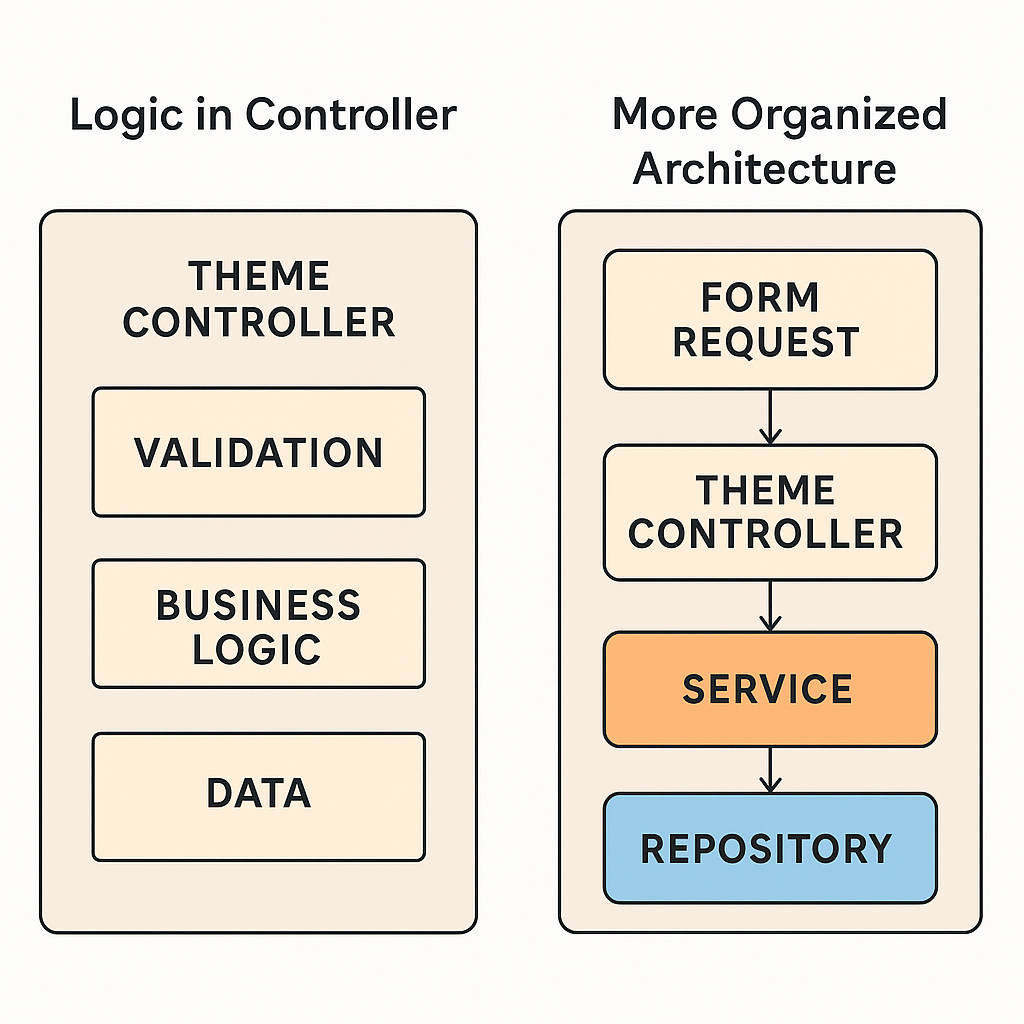 Logic in Controller
THEME
CONTROLLER
VALIDATION
BUSINESS
LOGIC
DATA
More Organized
Architecture
FORM
REQUEST
THEME
CONTROLLER
SERVICE
REPOSITORY